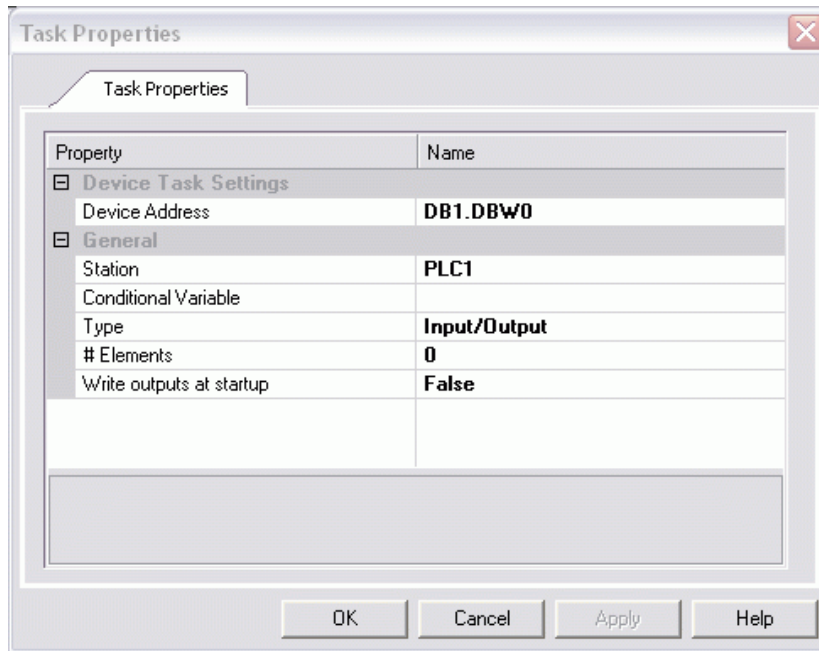 Task Properties
Task Properties
Property Name
Device Task Settings
Device Address DB1.DBW0
General
Station PLC1
Conditional Variable
Type Input/Output
# Elements 0
Write outputs at startup False
OK Cancel Apply Help